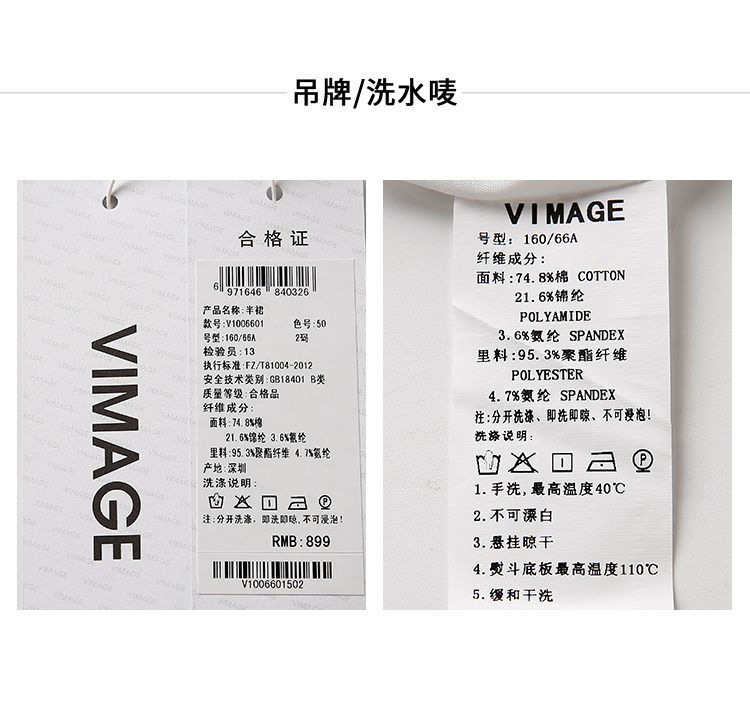 吊牌/洗水唛
VIMAGE
合格证
6 971646 840326
产品名称:半裙
款号:V1006601 色号:50
号型:160/66A 2码
检验员:13
执行标准:FZ/T81004-2012
安全技术类别:GB18401 B类
质量等级:合格品
纤维成分:
面料:74.8%棉
21.6%锦纶 3.6%氨纶
里料:95.3%聚酯纤维 4.7%氨纶
产地:深圳
洗涤说明:
注:分开洗涤,即洗即晾,不可浸泡!
RMB:899
V1006601502
VIMAGE
号型: 160/66A
纤维成分:
面料:74.8%棉 COTTON
21.6%锦纶
POLYAMIDE
3.6%氨纶 SPANDEX
里料:95.3%聚酯纤维
POLYESTER
4.7%氨纶 SPANDEX
注:分开洗涤、即洗即晾、不可浸泡!
洗涤说明:
P
1.手洗,最高温度40℃
2.不可漂白
3.悬挂晾干
4.熨斗底板最高温度110℃
5.缓和干洗